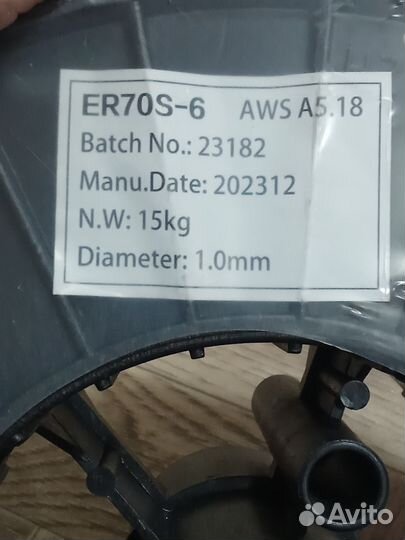 ER70S-6 AWS A5.18
Batch No.: 23182
Manu.Date: 202312
N.W: 15kg
Diameter: 1.0mm
Avito